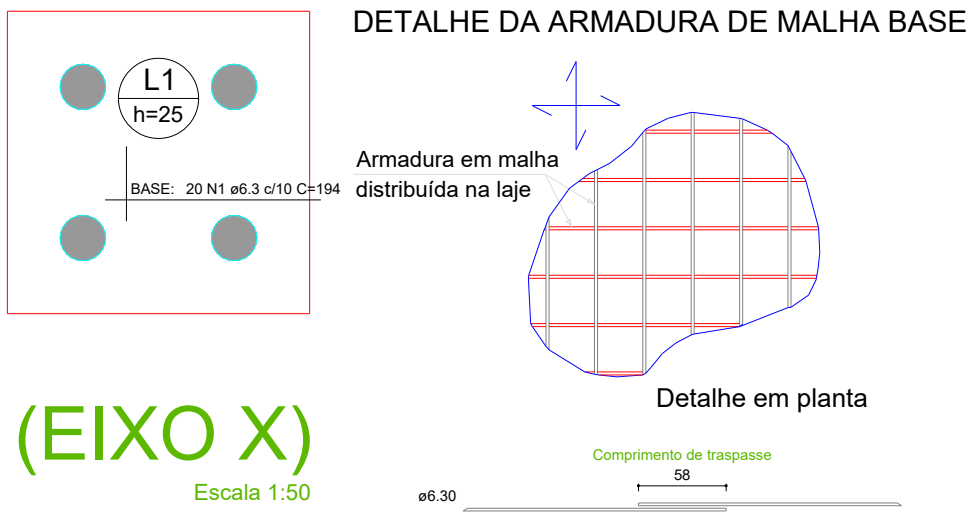 DETALHE DA ARMADURA DE MALHA BASE
L1
h=25
BASE: 20 N1 ø6.3 c/10 C=194
Armadura em malha
distribuída na laje
Detalhe em planta
(EIXO X)
Escala 1:50
Comprimento de traspasse
58
ø6.30